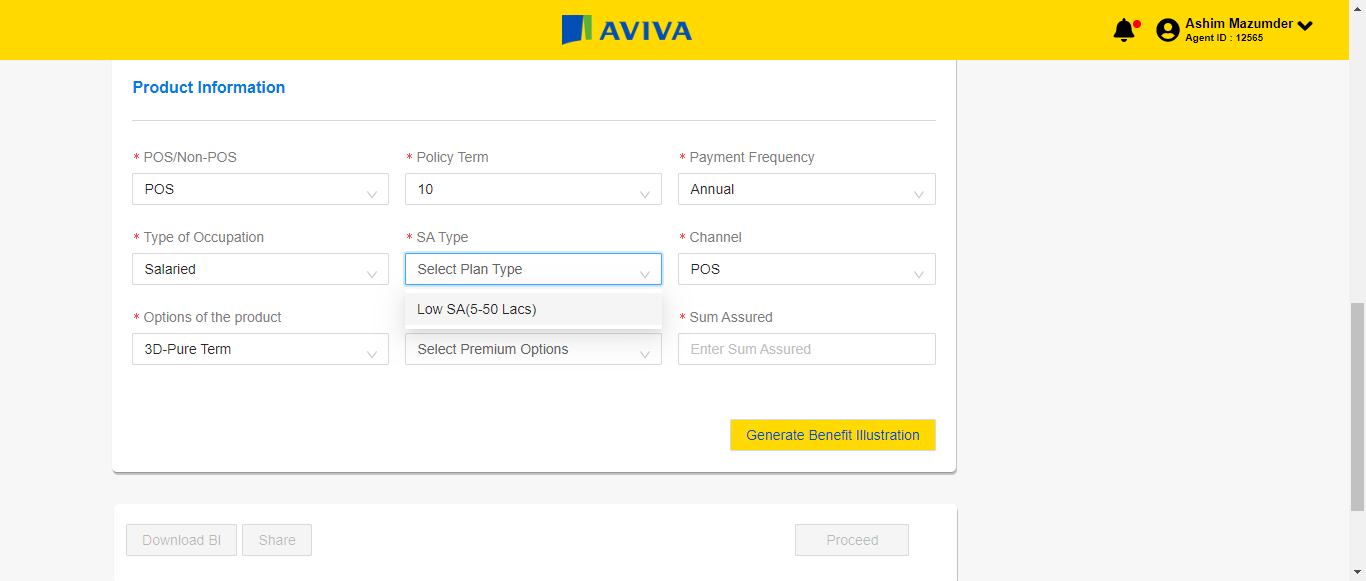 AVIVA
Ashim Mazumder
Agent ID : 12565
Product Information
* POS/Non-POS
* Policy Term
* Payment Frequency
POS
10
Annual
* Type of Occupation
* SA Type
* Channel
Salaried
Select Plan Type
POS
Low SA(5-50 Lacs)
* Options of the product
* Sum Assured
3D-Pure Term
Select Premium Options
Enter Sum Assured
Generate Benefit Illustration
Download BI
Share
Proceed